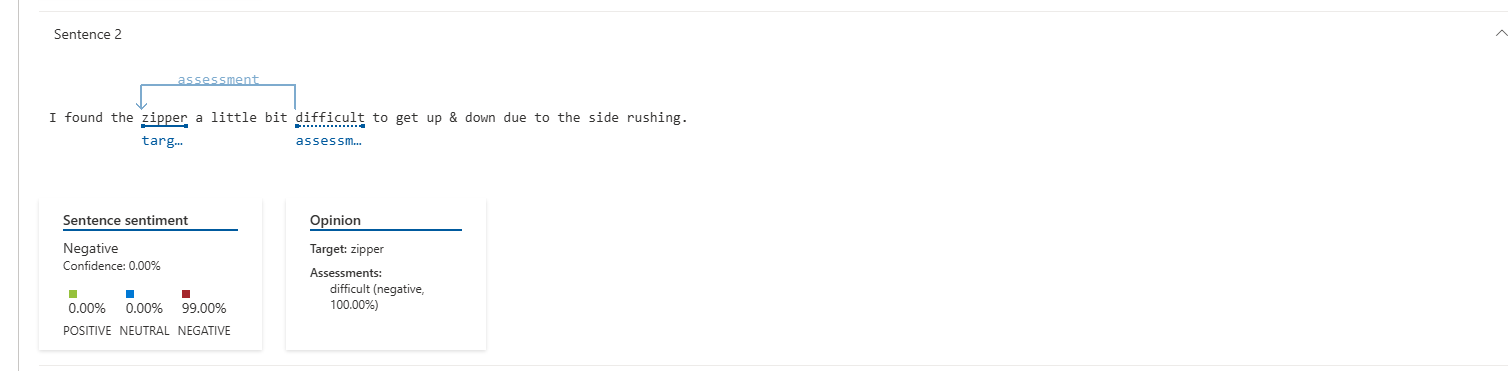 Sentence 2
assessment
I found the zipper a little bit difficult to get up & down due to the side rushing.
targ… assessm…
Sentence sentiment
Negative
Confidence: 0.00%
0.00% 0.00% 99.00%
POSITIVE NEUTRAL NEGATIVE
Opinion
Target: zipper
Assessments:
difficult (negative,
100.00%)